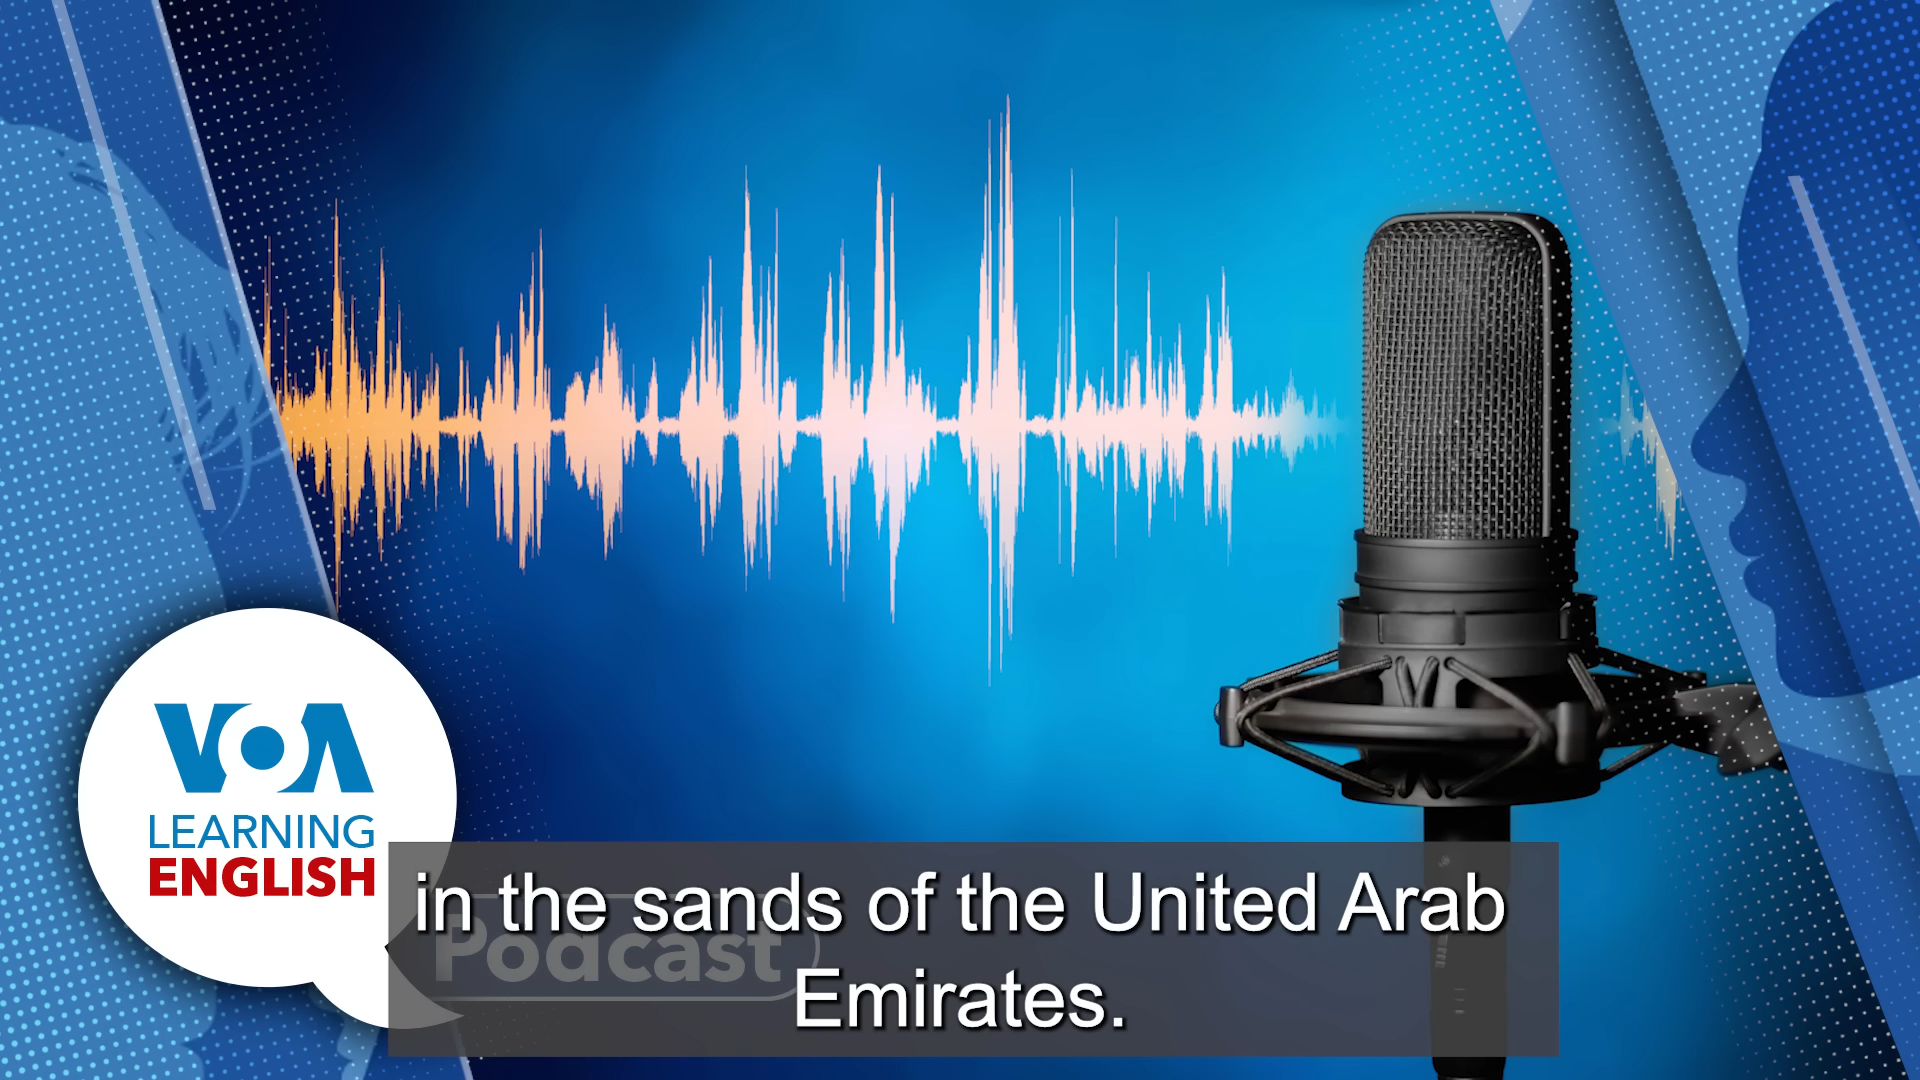 VOA
LEARNING
ENGLISH
Podcast
in the sands of the United Arab
Emirates.